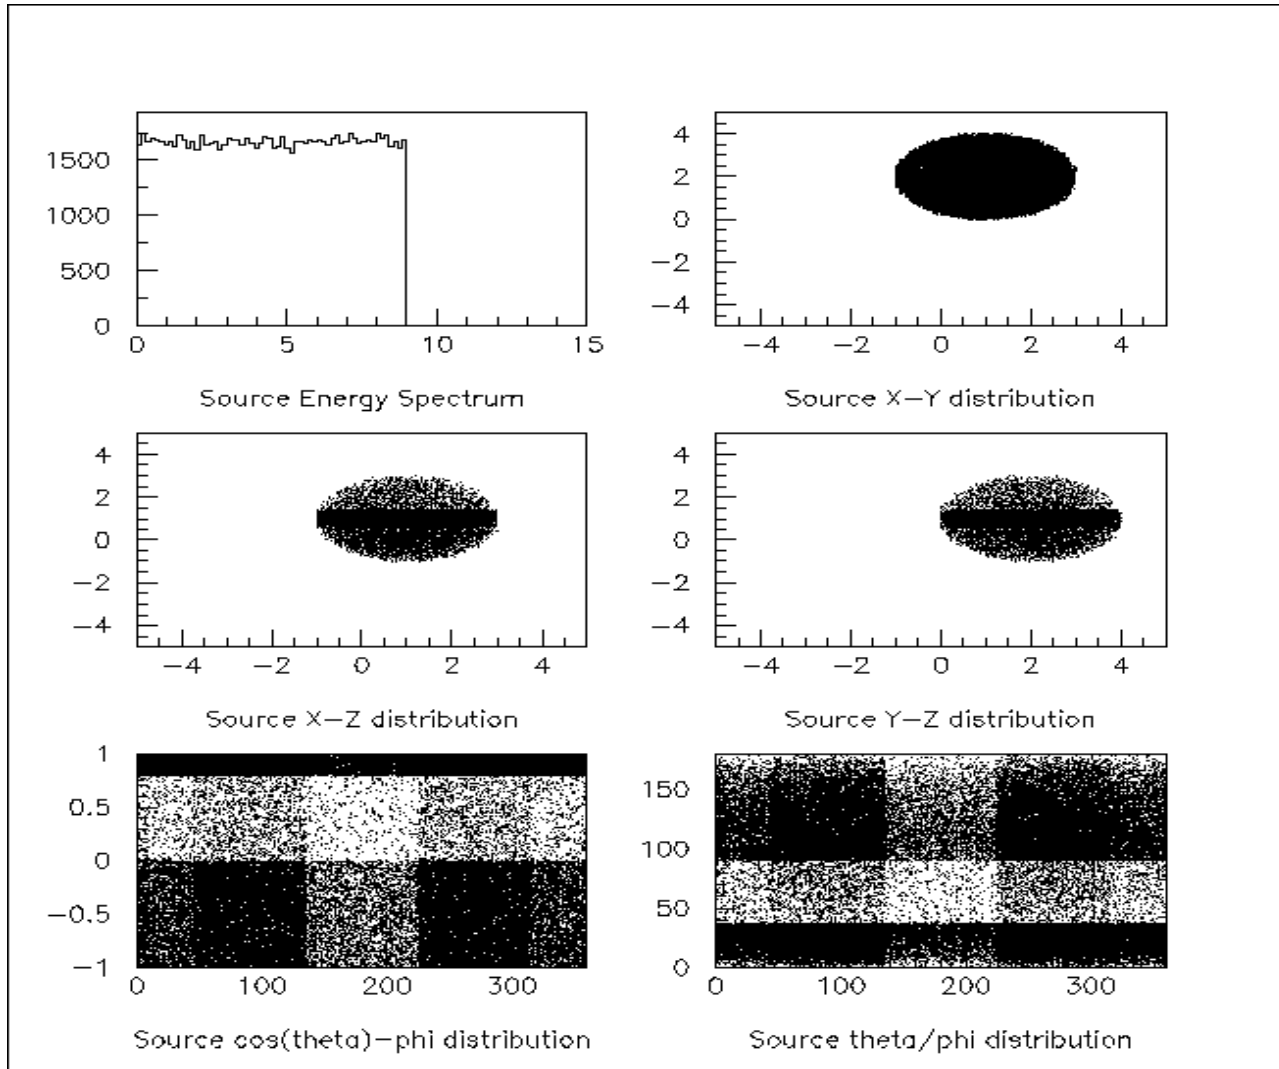 1500
1000
500
0
0 5 10 15
Source Energy Spectrum
4
2
0
−2
−4
−4 −2 0 2 4
Source X−Y distribution
4
2
0
−2
−4
−4 −2 0 2 4
Source X−Z distribution
4
2
0
−2
−4
−4 −2 0 2 4
Source Y−Z distribution
1
0.5
0
−0.5
−1
0 100 200 300
Source cos(theta)−phi distribution
150
100
50
0
0 100 200 300
Source theta/phi distribution